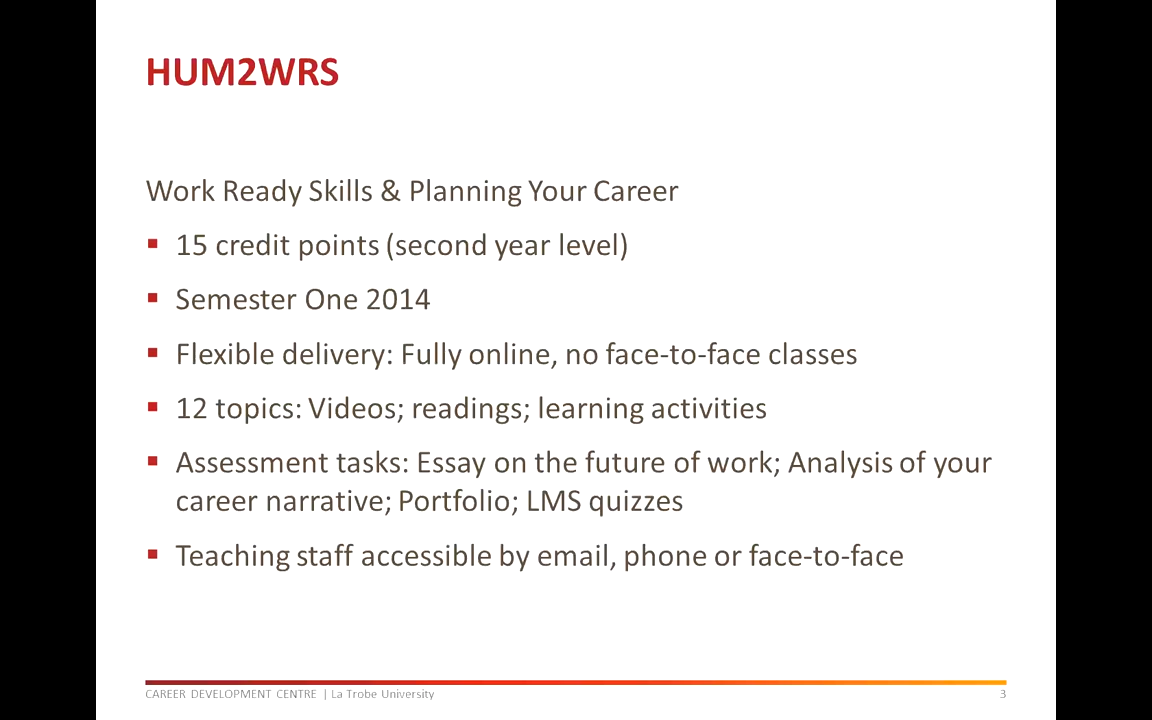 HUM2WRS
Work Ready Skills & Planning Your Career
▪ 15 credit points (second year level)
▪ Semester One 2014
▪ Flexible delivery: Fully online, no face-to-face classes
▪ 12 topics: Videos; readings; learning activities
▪ Assessment tasks: Essay on the future of work; Analysis of your
career narrative; Portfolio; LMS quizzes
▪ Teaching staff accessible by email, phone or face-to-face
CAREER DEVELOPMENT CENTRE | La Trobe University
3